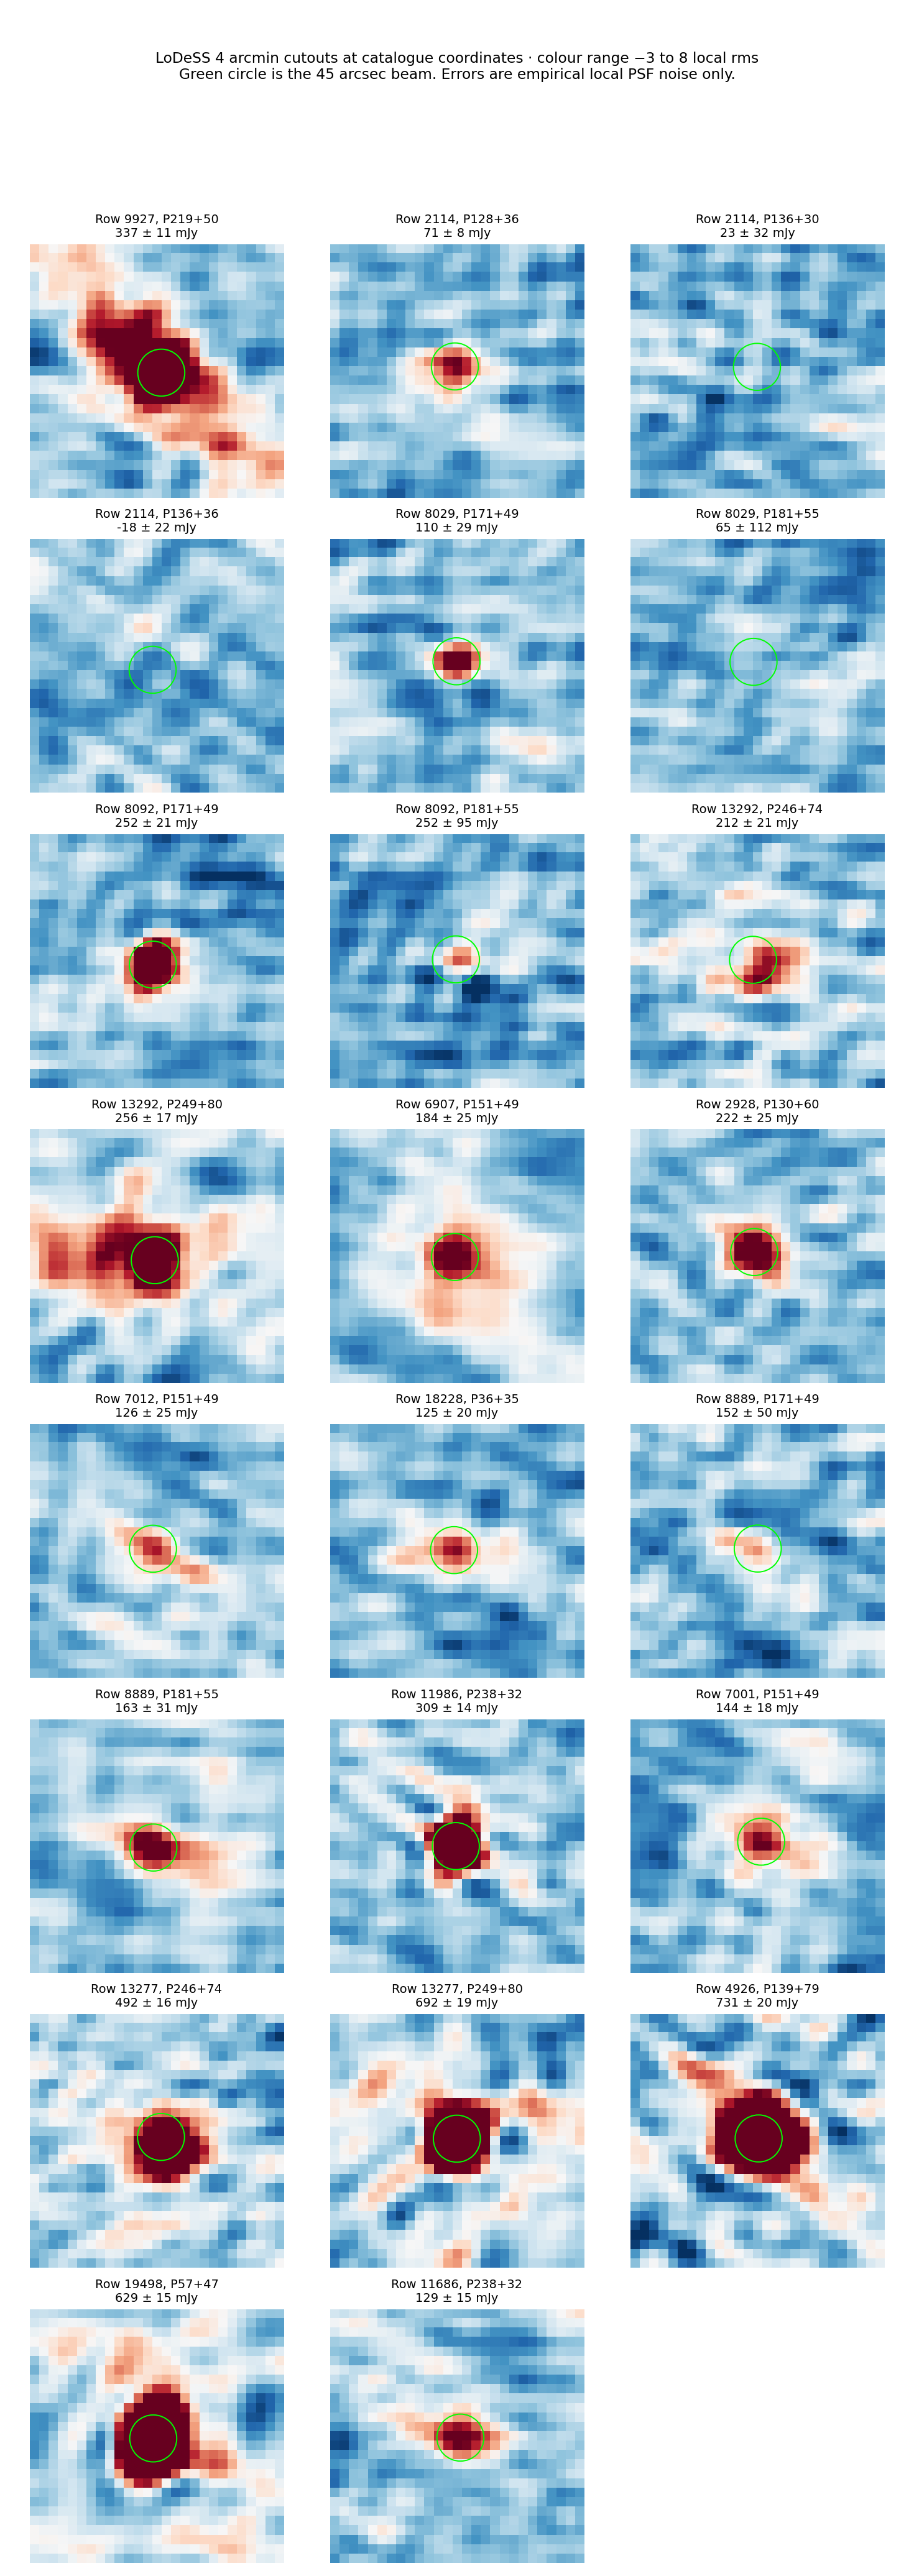 LoDeSS 4 arcmin cutouts at catalogue coordinates · colour range −3 to 8 local rms
Green circle is the 45 arcsec beam. Errors are empirical local PSF noise only.
Row 9927, P219+50
337 ± 11 mJy
Row 2114, P128+36
71 ± 8 mJy
Row 2114, P136+30
23 ± 32 mJy
Row 2114, P136+36
-18 ± 22 mJy
Row 8029, P171+49
110 ± 29 mJy
Row 8029, P181+55
65 ± 112 mJy
Row 8092, P171+49
252 ± 21 mJy
Row 8092, P181+55
252 ± 95 mJy
Row 13292, P246+74
212 ± 21 mJy
Row 13292, P249+80
256 ± 17 mJy
Row 6907, P151+49
184 ± 25 mJy
Row 2928, P130+60
222 ± 25 mJy
Row 7012, P151+49
126 ± 25 mJy
Row 18228, P36+35
125 ± 20 mJy
Row 8889, P171+49
152 ± 50 mJy
Row 8889, P181+55
163 ± 31 mJy
Row 11986, P238+32
309 ± 14 mJy
Row 7001, P151+49
144 ± 18 mJy
Row 13277, P246+74
492 ± 16 mJy
Row 13277, P249+80
692 ± 19 mJy
Row 4926, P139+79
731 ± 20 mJy
Row 19498, P57+47
629 ± 15 mJy
Row 11686, P238+32
129 ± 15 mJy